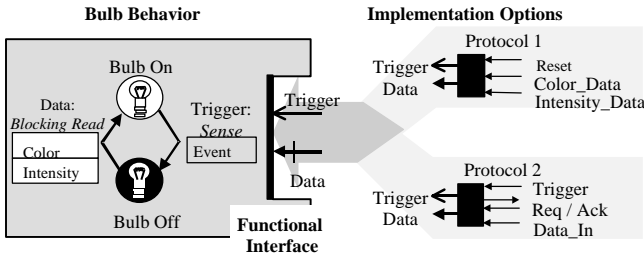 Bulb Behavior
Bulb On
Data:
Blocking Read
Color
Intensity
Trigger:
Sense
Event
Bulb Off
Trigger
Data
Functional
Interface
Implementation Options
Protocol 1
Trigger
Data
Reset
Color_Data
Intensity_Data
Protocol 2
Trigger
Data
Trigger
Req / Ack
Data_In